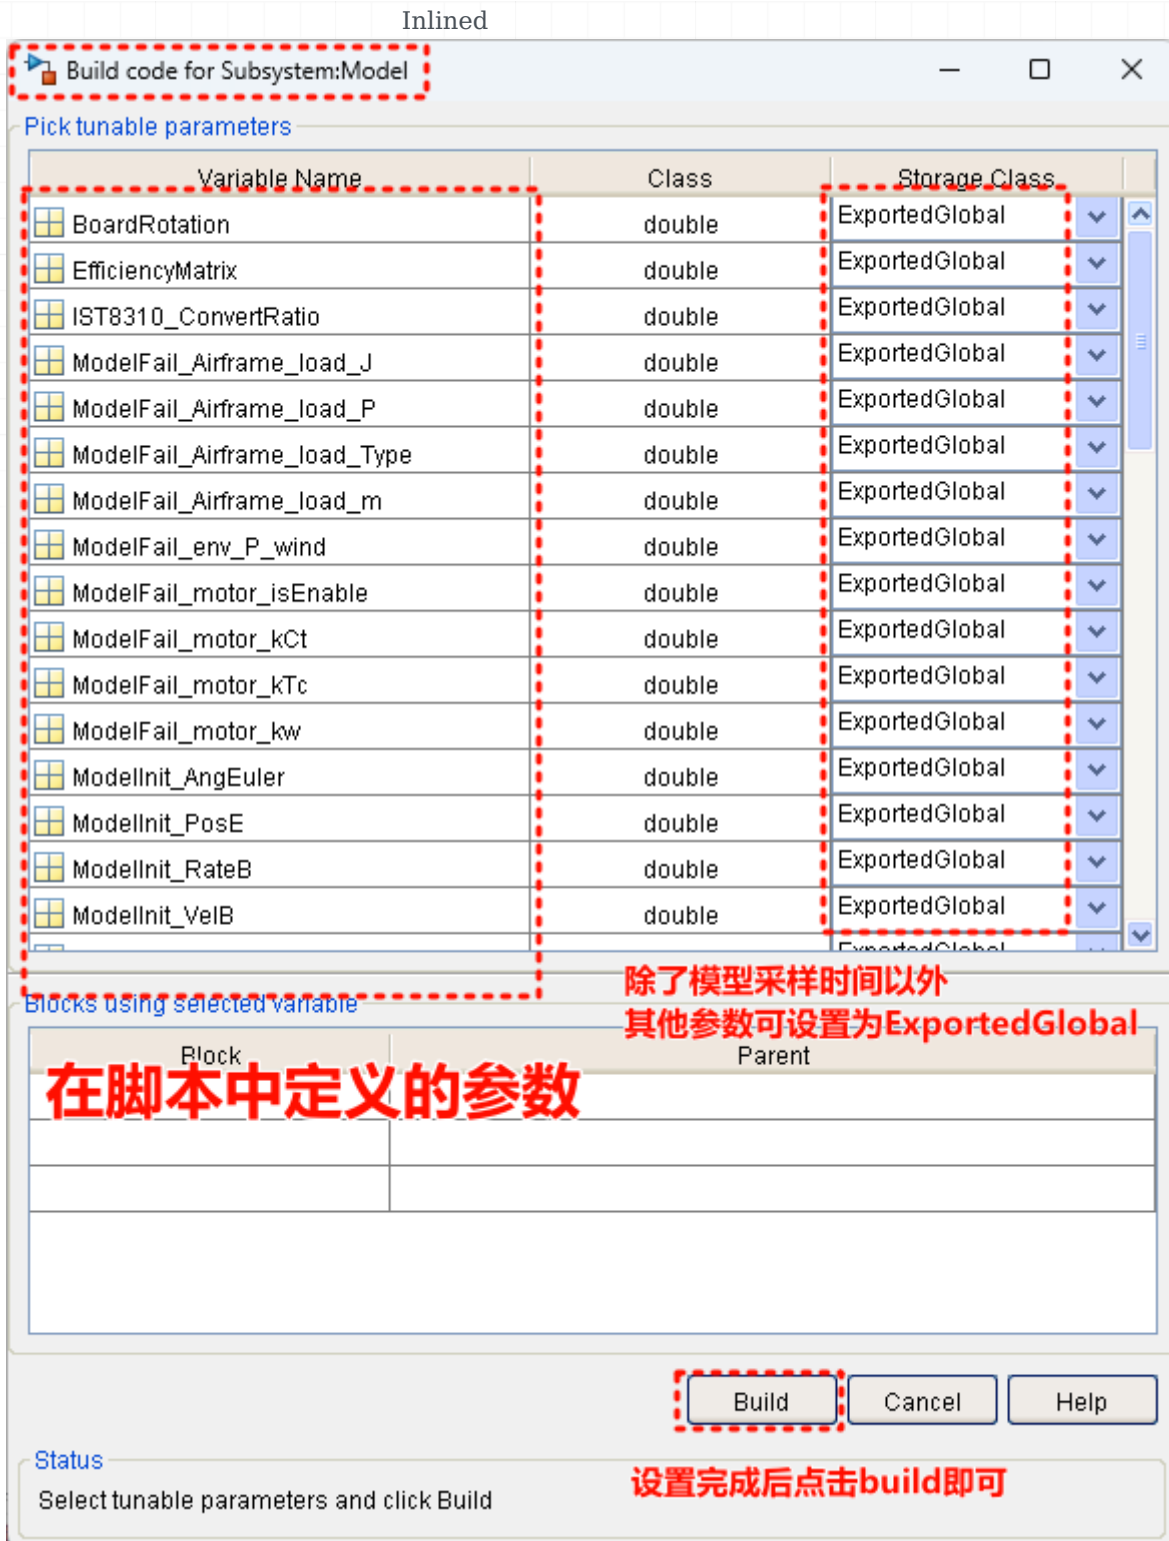 Inlined
Build code for Subsystem:Model
Pick tunable parameters
Variable Name Class Storage Class
BoardRotation double ExportedGlobal
EfficiencyMatrix double ExportedGlobal
IST8310_ConvertRatio double ExportedGlobal
ModelFail_Airframe_load_J double ExportedGlobal
ModelFail_Airframe_load_P double ExportedGlobal
ModelFail_Airframe_load_Type double ExportedGlobal
ModelFail_Airframe_load_m double ExportedGlobal
ModelFail_env_P_wind double ExportedGlobal
ModelFail_motor_isEnable double ExportedGlobal
ModelFail_motor_kCt double ExportedGlobal
ModelFail_motor_kTc double ExportedGlobal
ModelFail_motor_kw double ExportedGlobal
ModelInit_AngEuler double ExportedGlobal
ModelInit_PosE double ExportedGlobal
ModelInit_RateB double ExportedGlobal
ModelInit_VelB double ExportedGlobal
ExportedGlobal
除了模型采样时间以外
其他参数可设置为ExportedGlobal
Blocks using selected variable
Block Parent
在脚本中定义的参数
Build Cancel Help
Status
设置完成后点击build即可
Select tunable parameters and click Build